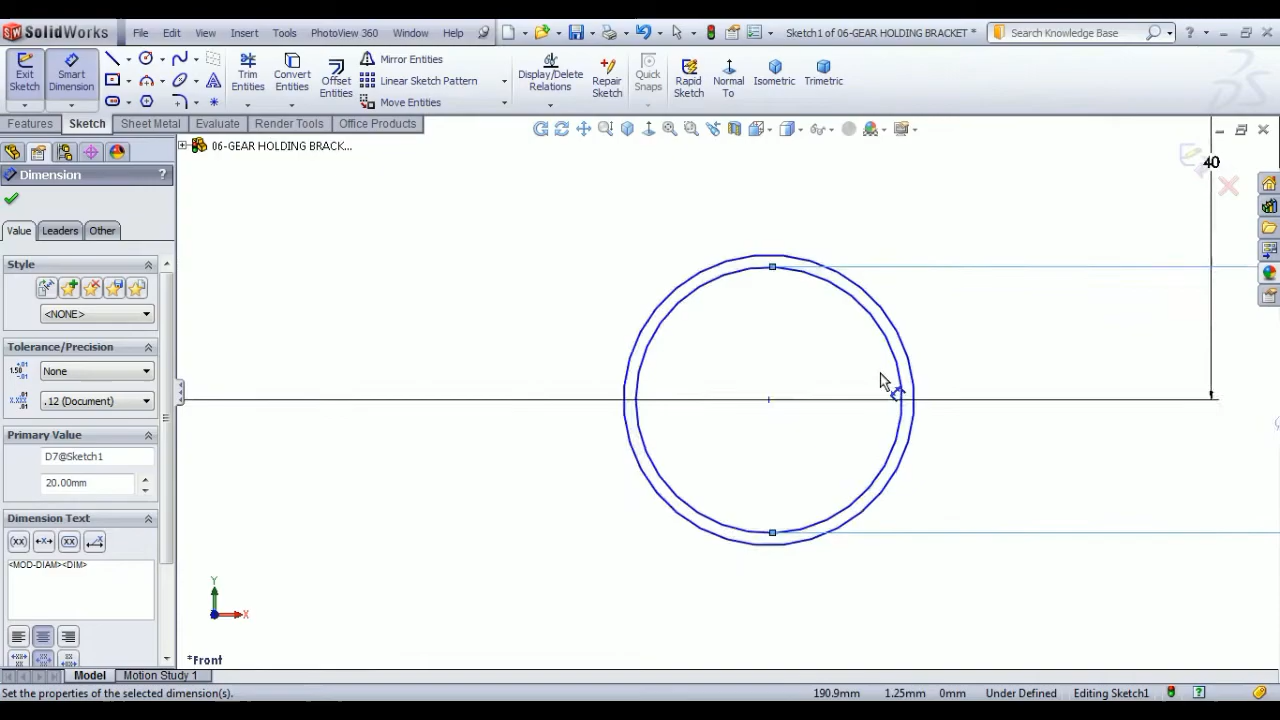 SW SolidWorks File Edit View Insert Tools PhotoView 360 Window Help Sketch1 of 06-GEAR HOLDING BRACKET * Search Knowledge Base ?
Exit Sketch
Smart Dimension
Trim Entities
Convert Entities
Offset Entities
Mirror Entities
Linear Sketch Pattern
Move Entities
Display/Delete Relations
Repair Sketch
Quick Snaps
Rapid Sketch
Normal To
Isometric
Trimetric
Features Sketch Sheet Metal Evaluate Render Tools Office Products
06-GEAR HOLDING BRACK...
40
Dimension ?
Value Leaders Other
Style
<NONE>
Tolerance/Precision
None
.12 (Document)
Primary Value
D7@Sketch1
20.00mm
Dimension Text
<MOD-DIAM><DIM>
Y
X
*Front
Model Motion Study 1
Set the properties of the selected dimension(s). 190.9mm 1.25mm 0mm Under Defined Editing Sketch1 ?